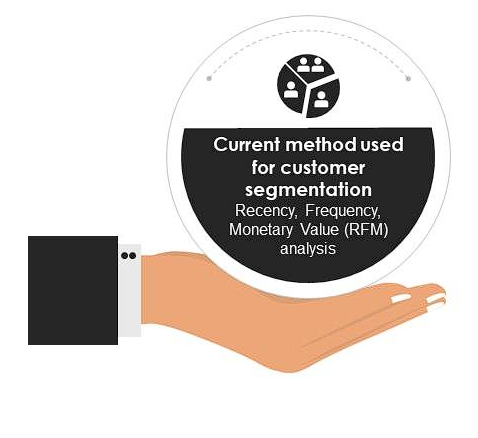 Current method used
for customer
segmentation
Recency, Frequency,
Monetary Value (RFM)
analysis